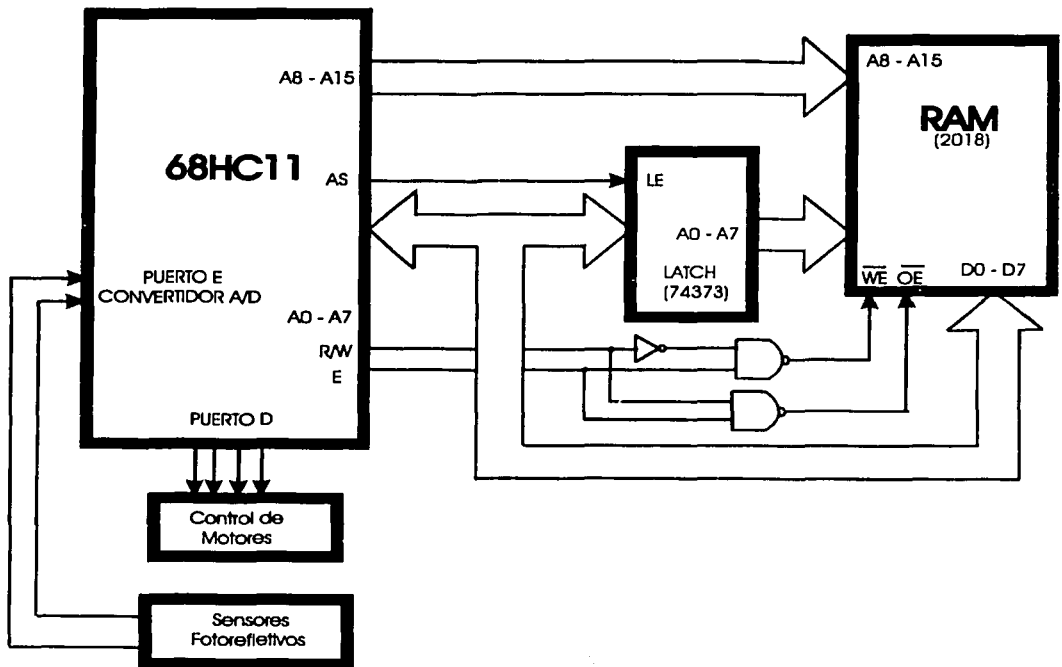 A8 - A15
68HC11
AS
PUERTO E
CONVERTIDOR A/D
A0 - A7
R/W
E
PUERTO D
LE
A0 - A7
LATCH
(74373)
A8 - A15
RAM
(2018)
D0 - D7
WE OE
Control de
Motores
Sensores
Fotorefletivos